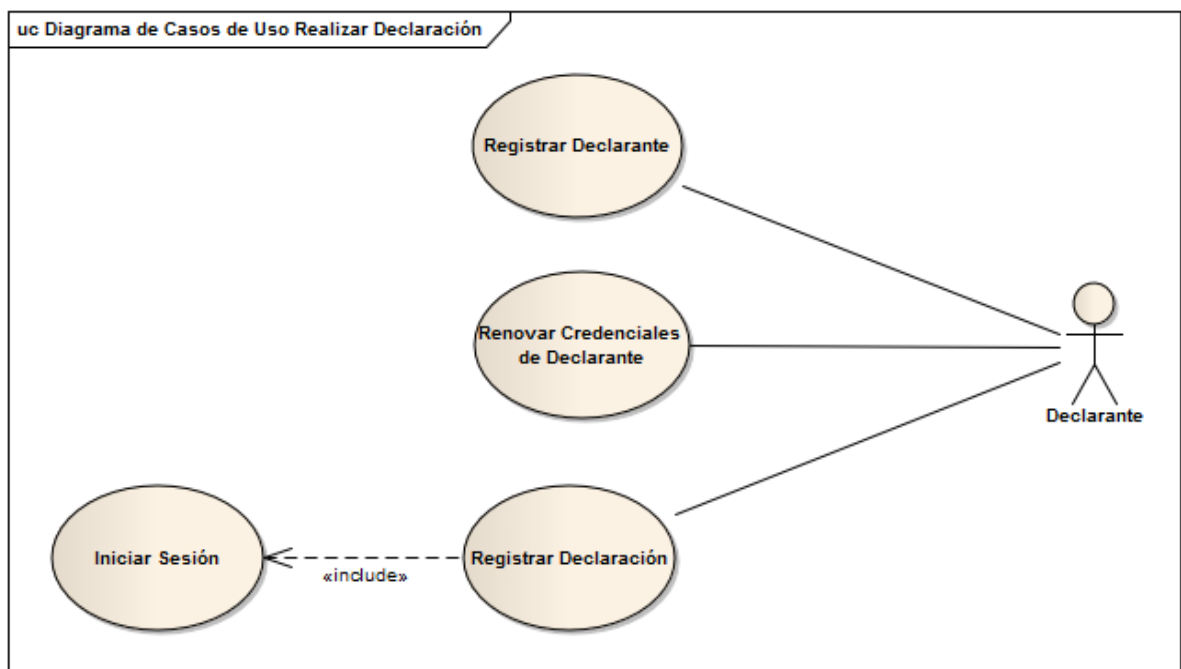 uc Diagrama de Casos de Uso Realizar Declaración
Registrar Declarante
Renovar Credenciales
de Declarante
Declarante
Iniciar Sesión
«include»
Registrar Declaración